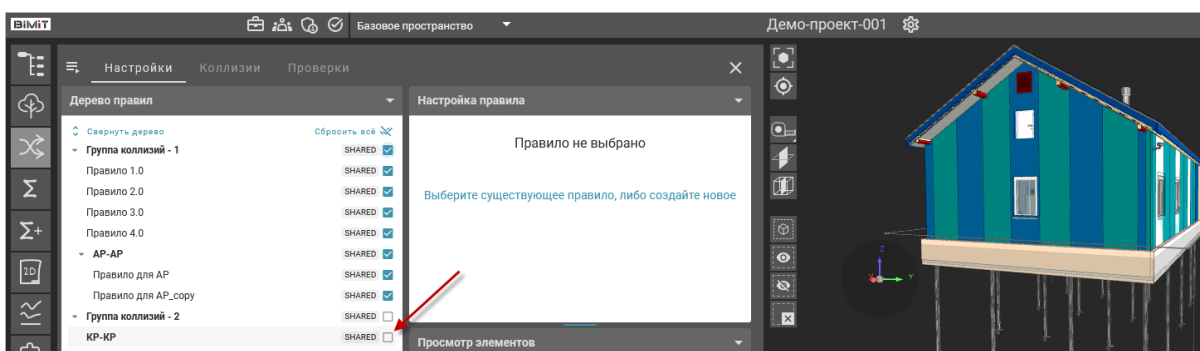 BIMIT
Базовое пространство
Демо-проект-001
Настройки Коллизии Проверки
Дерево правил
Свернуть дерево Сбросить всё
Группа коллизий - 1 SHARED
Правило 1.0 SHARED
Правило 2.0 SHARED
Правило 3.0 SHARED
Правило 4.0 SHARED
АР-АР SHARED
Правило для АР SHARED
Правило для АР_copy SHARED
Группа коллизий - 2 SHARED
КР-КР SHARED
Настройка правила
Правило не выбрано
Выберите существующее правило, либо создайте новое
Просмотр элементов
Σ
Σ+
2D
Z
X
Y